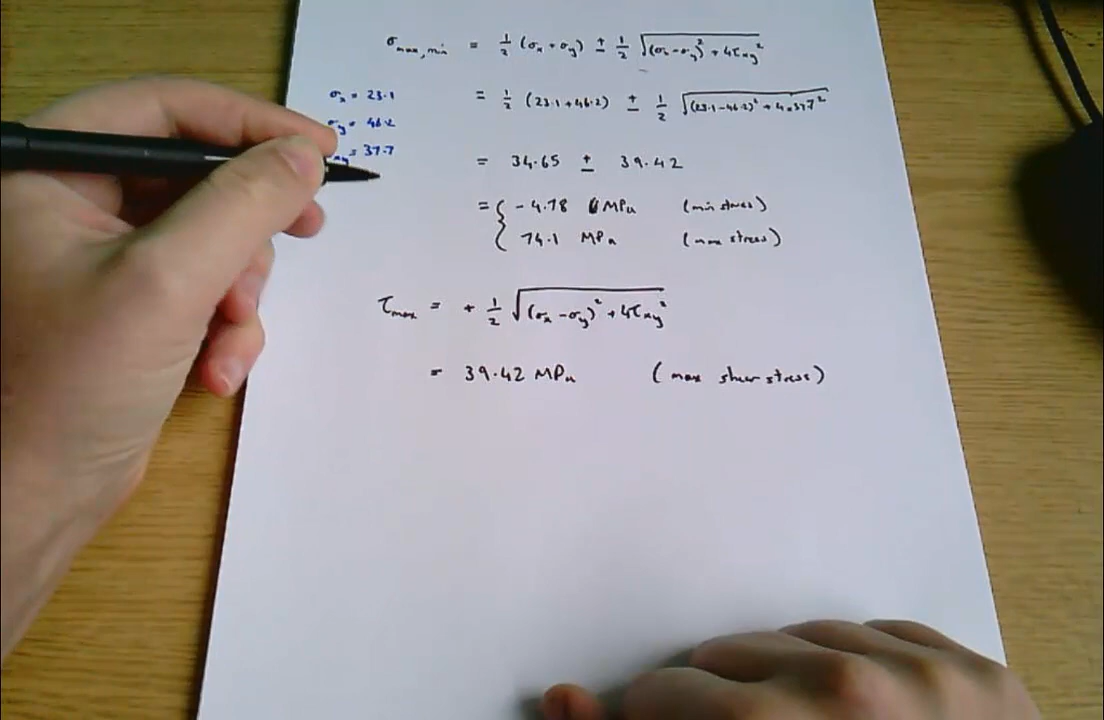 σmax,min = 1/2 (σx + σy) ± 1/2 √((σx - σy)² + 4τxy²)
σx = 23.1
= 1/2 (23.1 + 46.2) ± 1/2 √((23.1 - 46.2)² + 4x37.7²)
σy = 46.2
xy = 37.7
= 34.65 ± 39.42
= { -4.78 MPa (min stress)
74.1 MPa (max stress)
τmax = + 1/2 √((σx - σy)² + 4τxy²)
= 39.42 MPa (max shear stress)